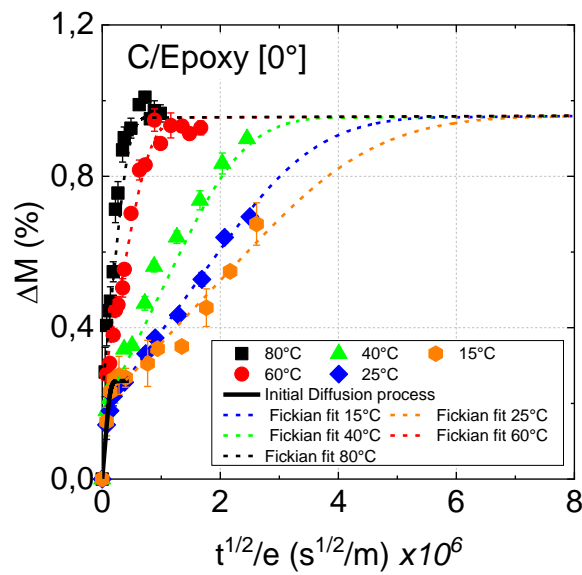 1,2
C/Epoxy [0°]
0,8
ΔM (%)
0,4
80°C 40°C 15°C
60°C 25°C
Initial Diffusion process
Fickian fit 15°C Fickian fit 25°C
Fickian fit 40°C Fickian fit 60°C
Fickian fit 80°C
0,0
0 2 4 6 8
t^1/2/e (s^1/2/m) x10^6